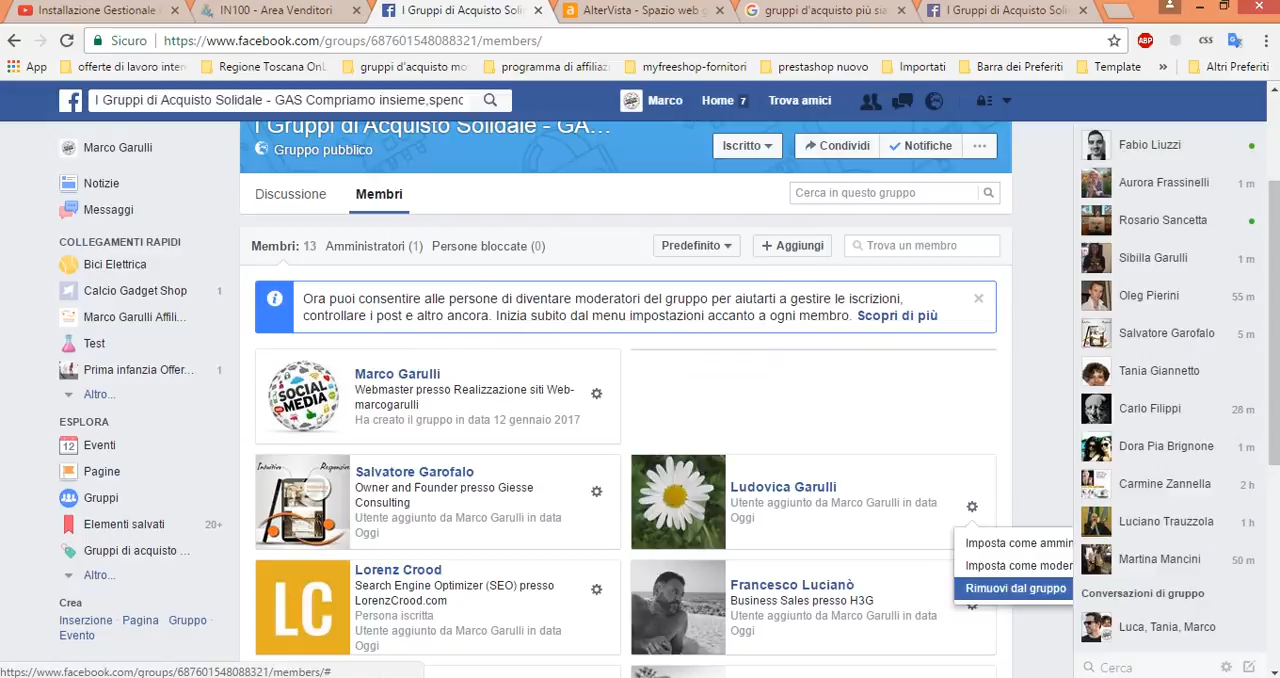 Installazione Gestionale
IN100 - Area Venditori
I Gruppi di Acquisto Soli
AlterVista - Spazio web g
gruppi d'acquisto più sia
I Gruppi di Acquisto Soli
Sicuro
https://www.facebook.com/groups/687601548088321/members/
ABP
CSS
App
offerte di lavoro inter
Regione Toscana OnL
gruppi d'acquisto mo
programma di affiliaz
myfreeshop-fornitori
prestashop nuovo
Importati
Barra dei Preferiti
Template
»
Altri Preferiti
I Gruppi di Acquisto Solidale - GAS Compriamo insieme,spenc
Marco
Home 7
Trova amici
I Gruppi di Acquisto Solidale - GA...
Gruppo pubblico
Iscritto
Condividi
Notifiche
...
Marco Garulli
Notizie
Messaggi
COLLEGAMENTI RAPIDI
Bici Elettrica
Calcio Gadget Shop 1
Marco Garulli Affili...
Test
Prima infanzia Offer... 1
Altro...
ESPLORA
12 Eventi
Pagine
Gruppi
Elementi salvati 20+
Gruppi di acquisto ...
Altro...
Crea
Inserzione · Pagina · Gruppo ·
Evento
Discussione
Membri
Cerca in questo gruppo
Membri: 13
Amministratori (1)
Persone bloccate (0)
Predefinito
+ Aggiungi
Trova un membro
Ora puoi consentire alle persone di diventare moderatori del gruppo per aiutarti a gestire le iscrizioni,
controllare i post e altro ancora. Inizia subito dal menu impostazioni accanto a ogni membro. Scopri di più
SOCIAL
MEDIA
Marco Garulli
Webmaster presso Realizzazione siti Web-
marcogarulli
Ha creato il gruppo in data 12 gennaio 2017
Intuitive Responsive
Salvatore Garofalo
Owner end Founder presso Giesse
Consulting
Utente aggiunto da Marco Garulli in data
Oggi
Ludovica Garulli
Utente aggiunto da Marco Garulli in data
Oggi
Imposta come ammin
Imposta come moder
Rimuovi dal gruppo
LC
Lorenz Crood
Search Engine Optimizer (SEO) presso
LorenzCrood.com
Persona iscritta
Utente aggiunto da Marco Garulli in data
Oggi
Francesco Lucianò
Business Sales presso H3G
Utente aggiunto da Marco Garulli in data
Oggi
Fabio Liuzzi
Aurora Frassinelli 1 m
Rosario Sancetta
Sibilla Garulli 1 m
Oleg Pierini 55 m
Salvatore Garofalo 5 m
Tania Giannetto
Carlo Filippi 28 m
Dora Pia Brignone 1 m
Carmine Zannella 2 h
Luciano Trauzzola 1 h
Martina Mancini 50 m
Conversazioni di gruppo
Luca, Tania, Marco
Cerca
https://www.facebook.com/groups/687601548088321/members/#